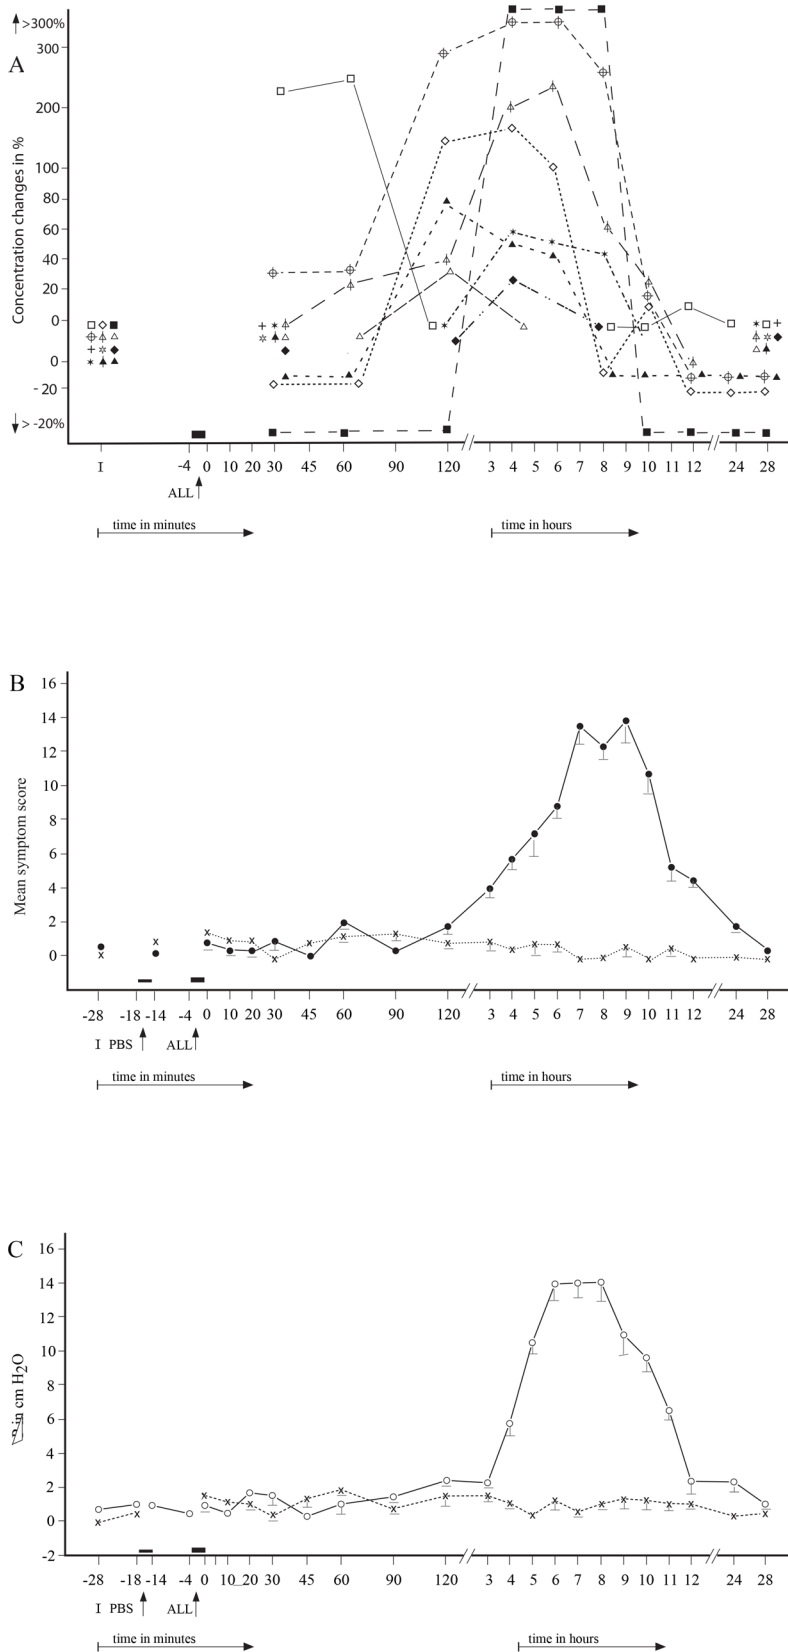 >300%
300
A
200
100
80
60
40
20
0
0
- 20
> -20%
Concentration changes in %
I -4 0 10 20 30 45 60 90 120 3 4 6 7 8 9 10 11 12 24 28
ALL
time in minutes time in hours
B
16
14
12
10
8
6
4
2
0
Mean symptom score
-28 -18 -14 -4 0 10 20 30 45 60 90 120 3 4 5 6 7 8 9 10 11 12 24 28
I PBS ALL
time in minutes time in hours
C
16
14
12
10
8
6
4
2
0
-2
in cm H2O
-28 -18 -14 -4 0 10 20 30 45 60 90 120 3 4 5 6 7 8 9 10 11 12 24 28
I PBS ALL
time in minutes time in hours